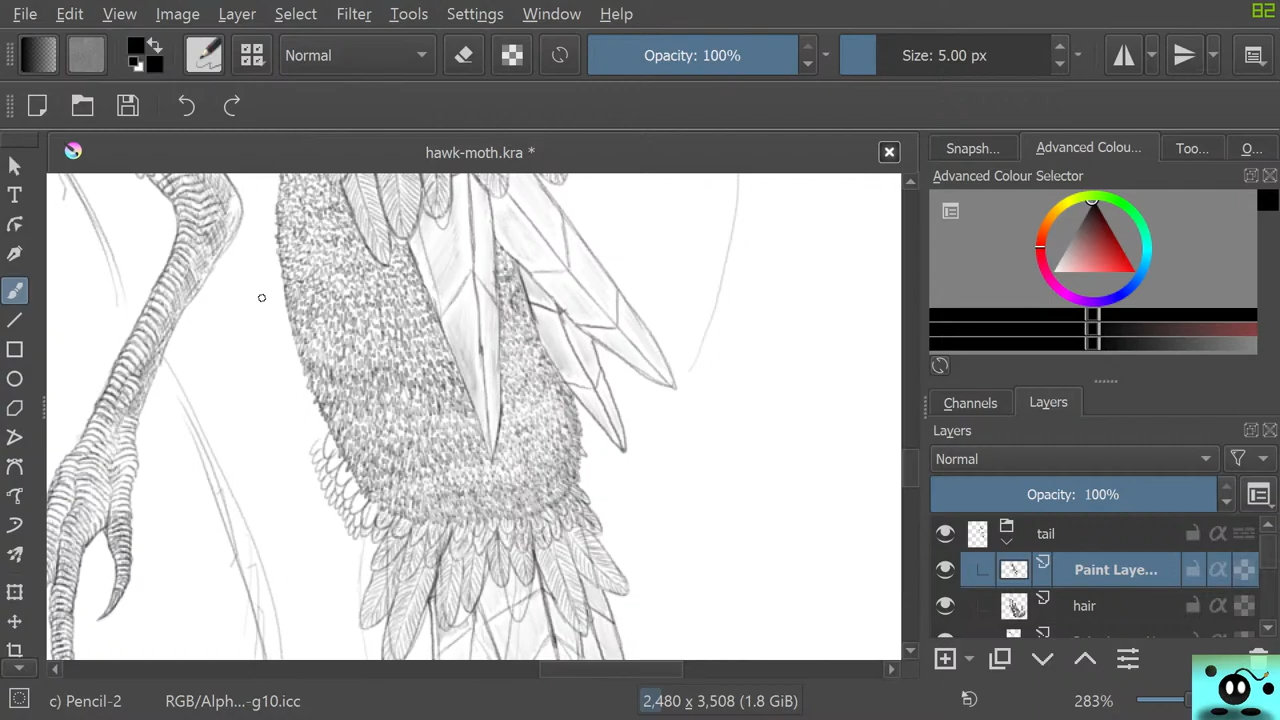 File Edit View Image Layer Select Filter Tools Settings Window Help
82
Normal
Opacity: 100%
Size: 5.00 px
hawk-moth.kra *
Snapsh... Advanced Colou... Too... O...
Advanced Colour Selector
Channels Layers
Layers
Normal
Opacity: 100%
tail
Paint Laye...
hair
c) Pencil-2
RGB/Alph...-g10.icc
2,480 x 3,508 (1.8 GiB)
283%